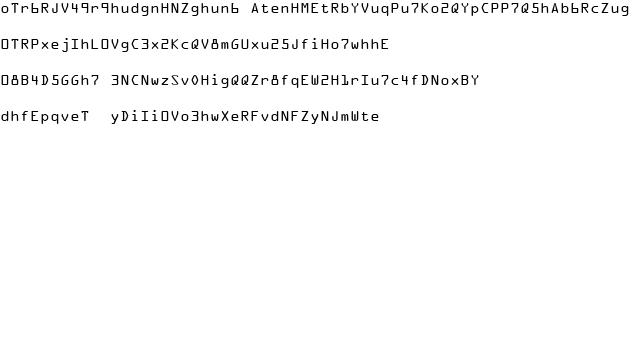 oTr6RJV49r9hudgnHNZghun6 AtenHMEtRbYVuqPu7Ko2QYpCPP7Q5hAb6RcZug
OTRPxejIhLOVgC3x2KcQV8mGUxu25JfiHo7whhE
O8B4D5GGh7 3NCNwzSv0HigQQZr8fqEW2H1rIu7c4fDNoxBY
dhfEpqveT  yDiIiOVo3hwXeRFvdNFZyNJmWte